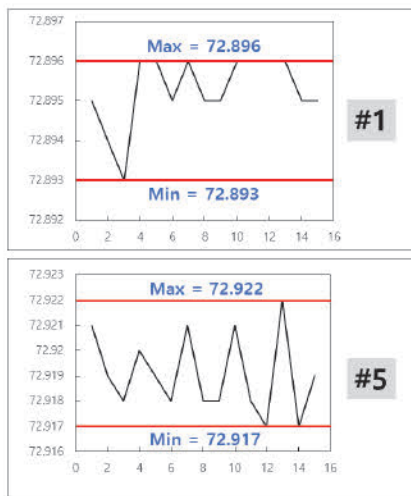 72.897
Max = 72.896
72.896
72.895
#1
72.894
72.893
Min = 72.893
72.892
0 2 4 6 8 10 12 14 16
72.923
Max = 72.922
72.922
72.921
72.92
72.919
#5
72.918
72.917
Min = 72.917
72.916
0 2 4 6 8 10 12 14 16